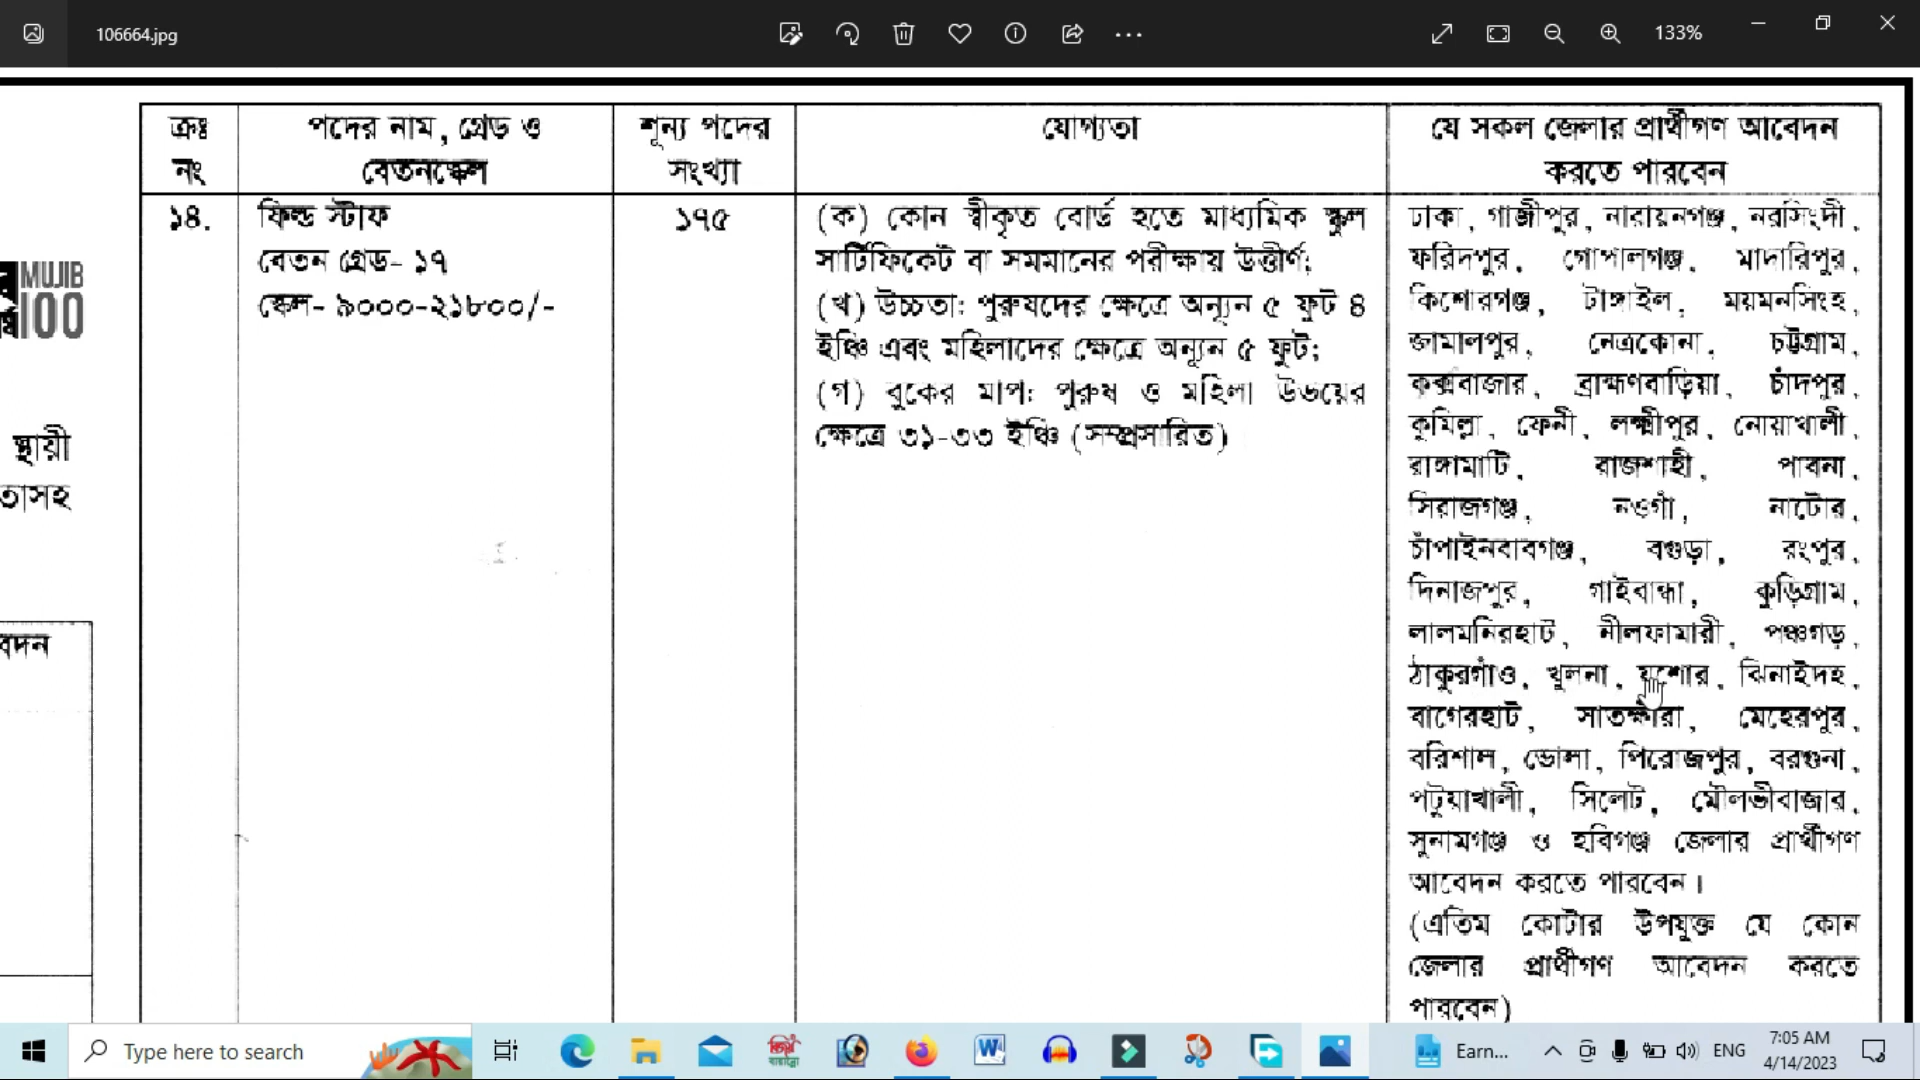 106664.jpg
133%
MUJIB
100
স্থায়ী
তাসহ
বেদন
ক্রঃ নং
পদের নাম, গ্রেড ও বেতনস্কেল
শূন্য পদের সংখ্যা
যোগ্যতা
যে সকল জেলার প্রার্থীগণ আবেদন করতে পারবেন
১৪.
ফিল্ড স্টাফ
বেতন গ্রেড- ১৭
স্কেল- ৯০০০-২১৮০০/-
১৭৫
(ক) কোন স্বীকৃত বোর্ড হতে মাধ্যমিক স্কুল
সার্টিফিকেট বা সমমানের পরীক্ষায় উত্তীর্ণ;
(খ) উচ্চতা: পুরুষদের ক্ষেত্রে অন্যূন ৫ ফুট ৪
ইঞ্চি এবং মহিলাদের ক্ষেত্রে অন্যূন ৫ ফুট;
(গ) বুকের মাপ: পুরুষ ও মহিলা উভয়ের
ক্ষেত্রে ৩১-৩৩ ইঞ্চি (সম্প্রসারিত)
ঢাকা, গাজীপুর, নারায়নগঞ্জ, নরসিংদী,
ফরিদপুর, গোপালগঞ্জ, মাদারিপুর,
কিশোরগঞ্জ, টাঙ্গাইল, ময়মনসিংহ,
জামালপুর, নেত্রকোনা, চট্টগ্রাম,
কক্সবাজার, ব্রাহ্মণবাড়িয়া, চাঁদপুর,
কুমিল্লা, ফেনী, লক্ষ্মীপুর, নোয়াখালী,
রাঙ্গামাটি, রাজশাহী, পাবনা,
সিরাজগঞ্জ, নওগাঁ, নাটোর,
চাঁপাইনবাবগঞ্জ, বগুড়া, রংপুর,
দিনাজপুর, গাইবান্ধা, কুড়িগ্রাম,
লালমনিরহাট, নীলফামারী, পঞ্চগড়,
ঠাকুরগাঁও, খুলনা, যশোর, ঝিনাইদহ,
বাগেরহাট, সাতক্ষীরা, মেহেরপুর,
বরিশাল, ভোলা, পিরোজপুর, বরগুনা,
পটুয়াখালী, সিলেট, মৌলভীবাজার,
সুনামগঞ্জ ও হবিগঞ্জ জেলার প্রার্থীগণ
আবেদন করতে পারবেন।
(এতিম কোটার উপযুক্ত যে কোন
জেলার প্রার্থীগণ আবেদন করতে
পারবেন)
Type here to search
Earn...
ENG
7:05 AM
4/14/2023